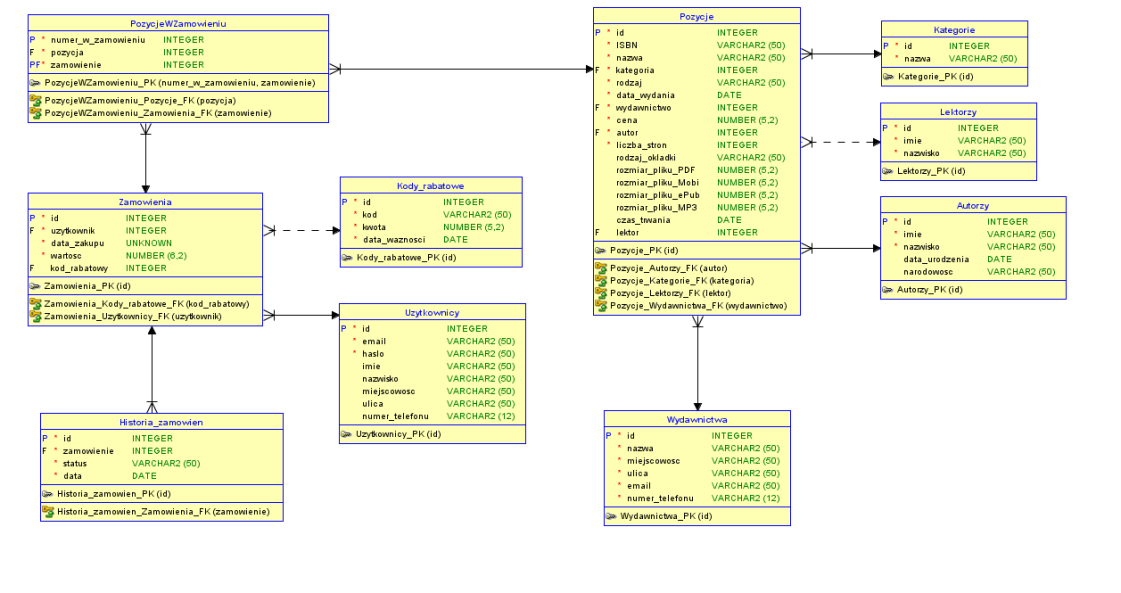 PozycjeWZamowieniu
P * numer_w_zamowieniu INTEGER
F * pozycja INTEGER
PF* zamowienie INTEGER
PozycjeWZamowieniu_PK (numer_w_zamowieniu, zamowienie)
PozycjeWZamowieniu_Pozycje_FK (pozycja)
PozycjeWZamowieniu_Zamowienia_FK (zamowienie)
Pozycje
P * id INTEGER
* ISBN VARCHAR2 (50)
* nazwa VARCHAR2 (50)
F * kategoria INTEGER
* rodzaj VARCHAR2 (50)
* data_wydania DATE
F * wydawnictwo INTEGER
* cena NUMBER (5,2)
F * autor INTEGER
* liczba_stron INTEGER
rodzaj_okladki VARCHAR2 (50)
rozmiar_pliku_PDF NUMBER (5,2)
rozmiar_pliku_Mobi NUMBER (5,2)
rozmiar_pliku_ePub NUMBER (5,2)
rozmiar_pliku_MP3 NUMBER (5,2)
czas_trwania DATE
F lektor INTEGER
Pozycje_PK (id)
Pozycje_Autorzy_FK (autor)
Pozycje_Kategorie_FK (kategoria)
Pozycje_Lektorzy_FK (lektor)
Pozycje_Wydawnictwa_FK (wydawnictwo)
Kategorie
P * id INTEGER
* nazwa VARCHAR2 (50)
Kategorie_PK (id)
Lektorzy
P * id INTEGER
* imie VARCHAR2 (50)
* nazwisko VARCHAR2 (50)
Lektorzy_PK (id)
Autorzy
P * id INTEGER
* imie VARCHAR2 (50)
* nazwisko VARCHAR2 (50)
data_urodzenia DATE
narodowosc VARCHAR2 (50)
Autorzy_PK (id)
Zamowienia
P * id INTEGER
F * uzytkownik INTEGER
* data_zakupu UNKNOWN
* wartosc NUMBER (6,2)
F kod_rabatowy INTEGER
Zamowienia_PK (id)
Zamowienia_Kody_rabatowe_FK (kod_rabatowy)
Zamowienia_Uzytkownicy_FK (uzytkownik)
Kody_rabatowe
P * id INTEGER
* kod VARCHAR2 (50)
* kwota NUMBER (5,2)
* data_waznosci DATE
Kody_rabatowe_PK (id)
Uzytkownicy
P * id INTEGER
* email VARCHAR2 (50)
* haslo VARCHAR2 (50)
imie VARCHAR2 (50)
nazwisko VARCHAR2 (50)
miejscowosc VARCHAR2 (50)
ulica VARCHAR2 (50)
numer_telefonu VARCHAR2 (12)
Uzytkownicy_PK (id)
Historia_zamowien
P * id INTEGER
F * zamowienie INTEGER
* status VARCHAR2 (50)
* data DATE
Historia_zamowien_PK (id)
Historia_zamowien_Zamowienia_FK (zamowienie)
Wydawnictwa
P * id INTEGER
* nazwa VARCHAR2 (50)
* miejscowosc VARCHAR2 (50)
* ulica VARCHAR2 (50)
* email VARCHAR2 (50)
* numer_telefonu VARCHAR2 (12)
Wydawnictwa_PK (id)